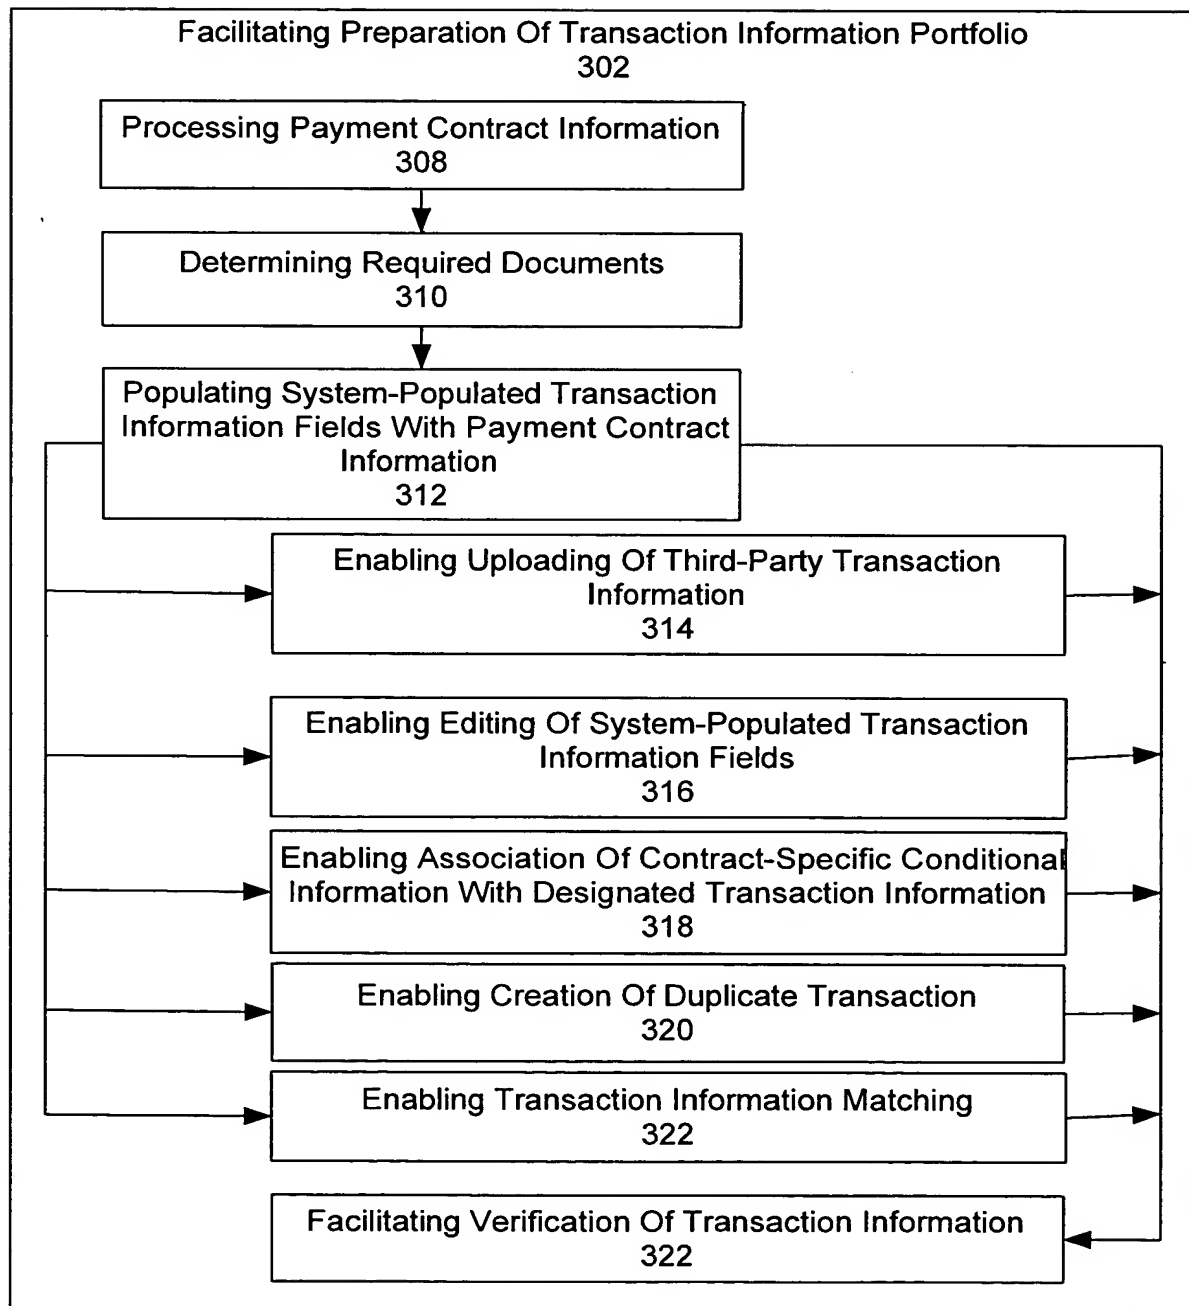 Facilitating Preparation Of Transaction Information Portfolio
302
Processing Payment Contract Information
308
Determining Required Documents
310
Populating System-Populated Transaction
Information Fields With Payment Contract
Information
312
Enabling Uploading Of Third-Party Transaction
Information
314
Enabling Editing Of System-Populated Transaction
Information Fields
316
Enabling Association Of Contract-Specific Conditional
Information With Designated Transaction Information
318
Enabling Creation Of Duplicate Transaction
320
Enabling Transaction Information Matching
322
Facilitating Verification Of Transaction Information
322